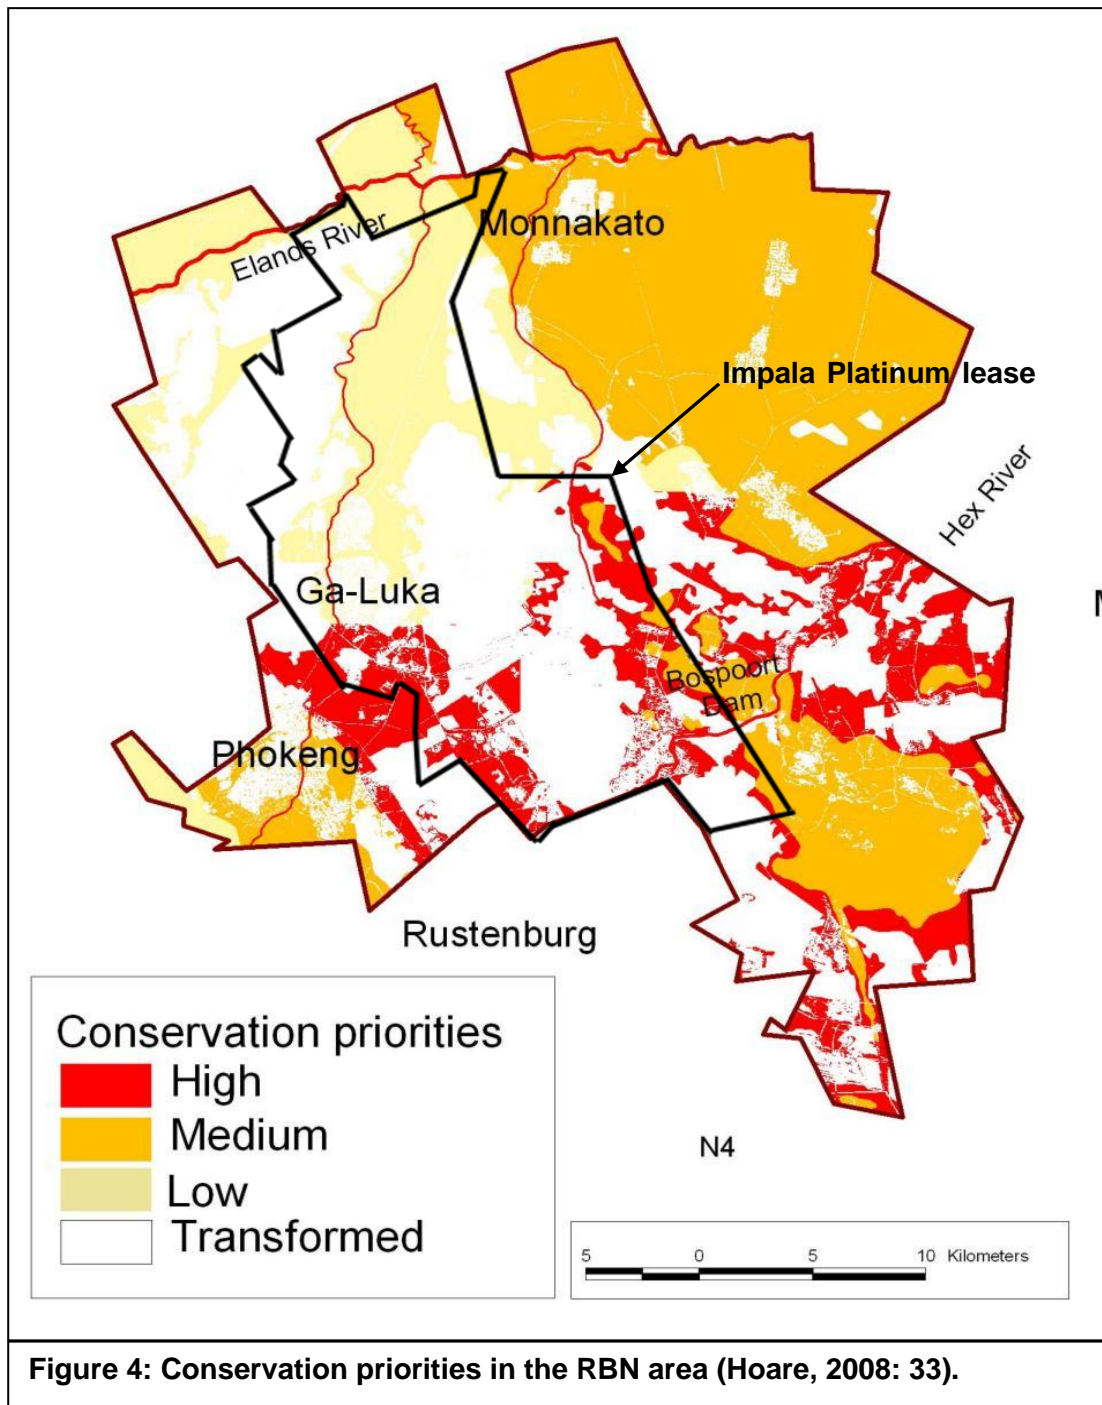 Monnakato
Elands River
Impala Platinum lease
Hex River
M
Ga-Luka
Bospoort
Dam
Phokeng
Rustenburg
Conservation priorities
High
Medium
Low
Transformed
N4
5 0 5 10 Kilometers
Figure 4: Conservation priorities in the RBN area (Hoare, 2008: 33).